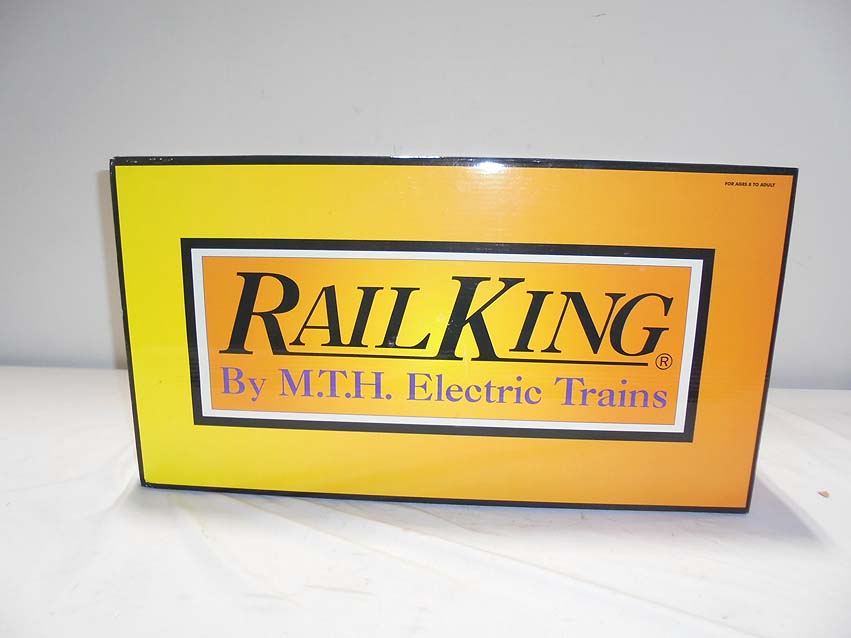 FOR AGES 8 TO ADULT
RAILKING®
By M.T.H. Electric Trains